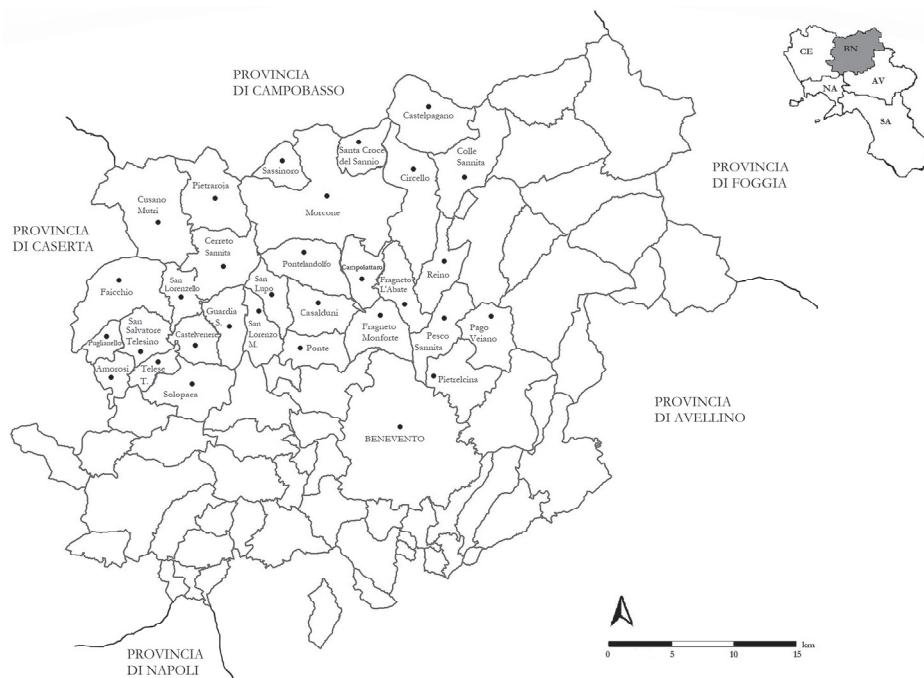 PROVINCIA
DI CAMPOBASSO
CE
BN
NA
AV
SA
Castelpagano
Santa Croce
del Sannio
Colle
Sannita
Sassinoro
Circello
PROVINCIA
DI FOGGIA
Pietraroja
Cusano
Mutri
Morcone
PROVINCIA
DI CASERTA
Cerreto
Sannita
Pontelandolfo
Campolattaro
Reino
Fragneto
L'Abate
Faicchio
San
Lorenzello
San
Lupo
Guardia
S.
Casalduni
San
Salvatore
Telesino
San
Lorenzo
M.
Fragneto
Monforte
Pesco
Sannita
Pago
Veiano
Puglianello
Castelvenere
Ponte
Amorosi
Telese
T.
Pietrelcina
Solopaca
PROVINCIA
DI AVELLINO
BENEVENTO
PROVINCIA
DI NAPOLI
km
0 5 10 15